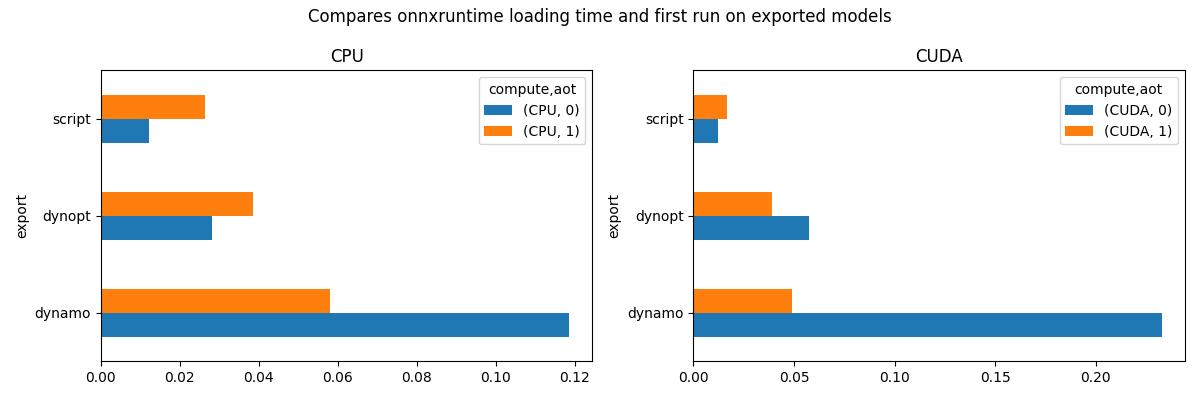 Compares onnxruntime loading time and first run on exported models
CPU
compute,aot
(CPU, 0)
(CPU, 1)
export
script
dynopt
dynamo
0.00 0.02 0.04 0.06 0.08 0.10 0.12
CUDA
compute,aot
(CUDA, 0)
(CUDA, 1)
export
script
dynopt
dynamo
0.00 0.05 0.10 0.15 0.20